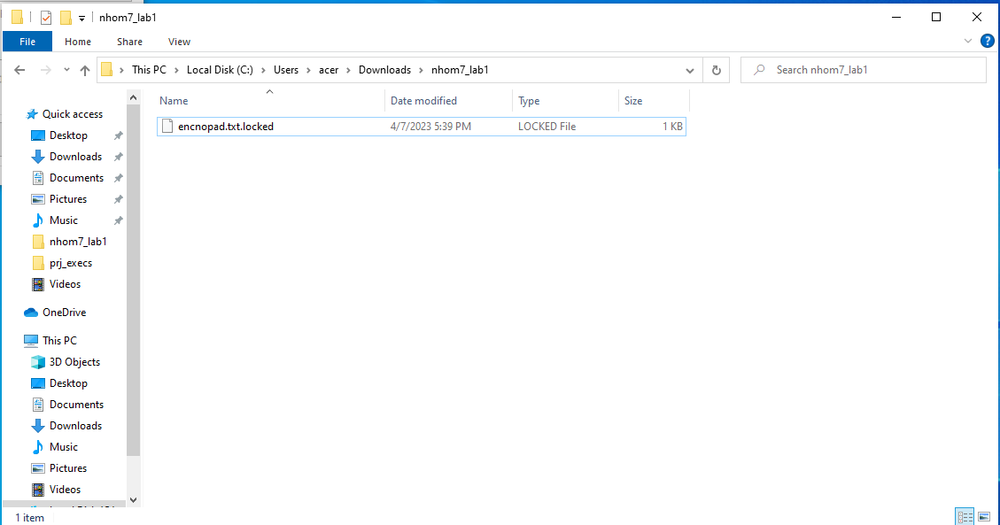 nhom7_lab1
File Home Share View
This PC Local Disk (C:) Users acer Downloads nhom7_lab1
Search nhom7_lab1
Name Date modified Type Size
encnopad.txt.locked 4/7/2023 5:39 PM LOCKED File 1 KB
Quick access
Desktop
Downloads
Documents
Pictures
Music
nhom7_lab1
prj_execs
Videos
OneDrive
This PC
3D Objects
Desktop
Documents
Downloads
Music
Pictures
Videos
1 item